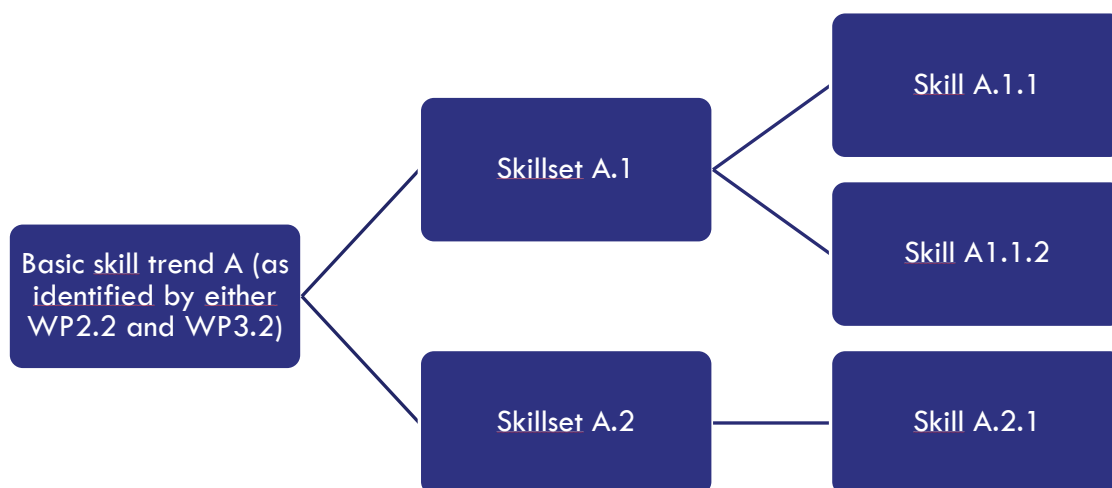 Basic skill trend A (as
identified by either
WP2.2 and WP3.2)
Skillset A.1
Skillset A.2
Skill A.1.1
Skill A1.1.2
Skill A.2.1